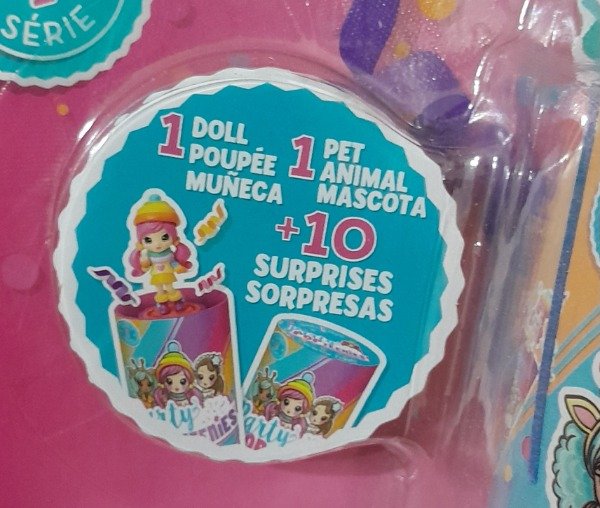 SÉRIE
1 DOLL
POUPÉE
MUÑECA
1 PET
ANIMAL
MASCOTA
+10
SURPRISES
SORPRESAS